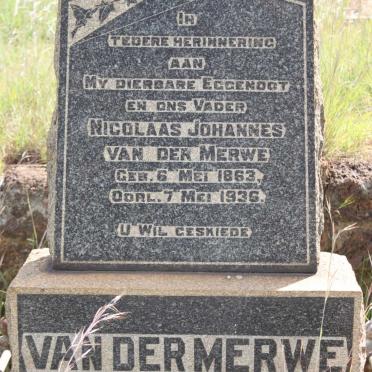 IN
TEDERE HERINNERING
AAN
MY DIERBARE EGGENOOT
EN ONS VADER
NICOLAAS JOHANNES
VAN DER MERWE
GEB. 6 MEI 1863.
OORL. 7 MEI 1936.
U WIL GESKIEDE
VAN DER MERWE